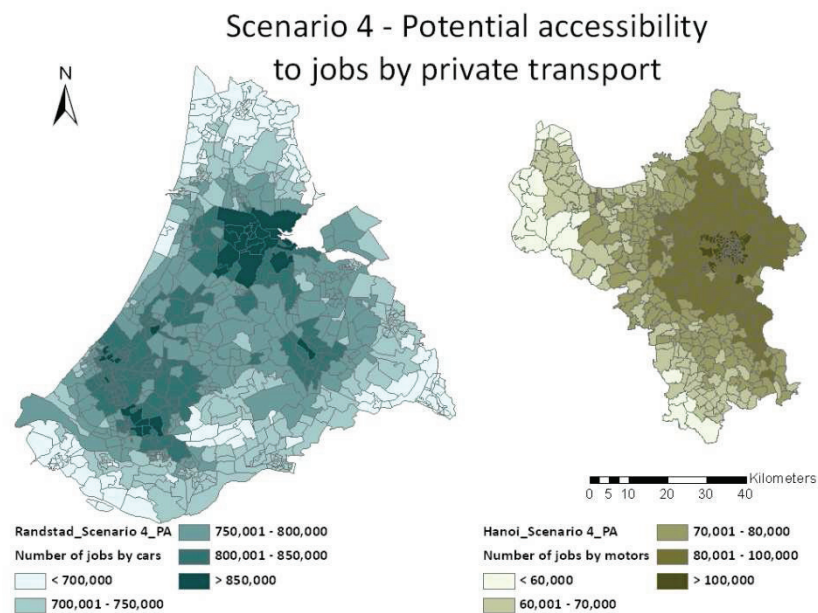 Scenario 4 - Potential accessibility
to jobs by private transport
N
Kilometers
0 5 10 20 30 40
Randstad_Scenario 4_PA
Number of jobs by cars
< 700,000
700,001 - 750,000
750,001 - 800,000
800,001 - 850,000
> 850,000
Hanoi_Scenario 4_PA
Number of jobs by motors
< 60,000
60,001 - 70,000
70,001 - 80,000
80,001 - 100,000
> 100,000